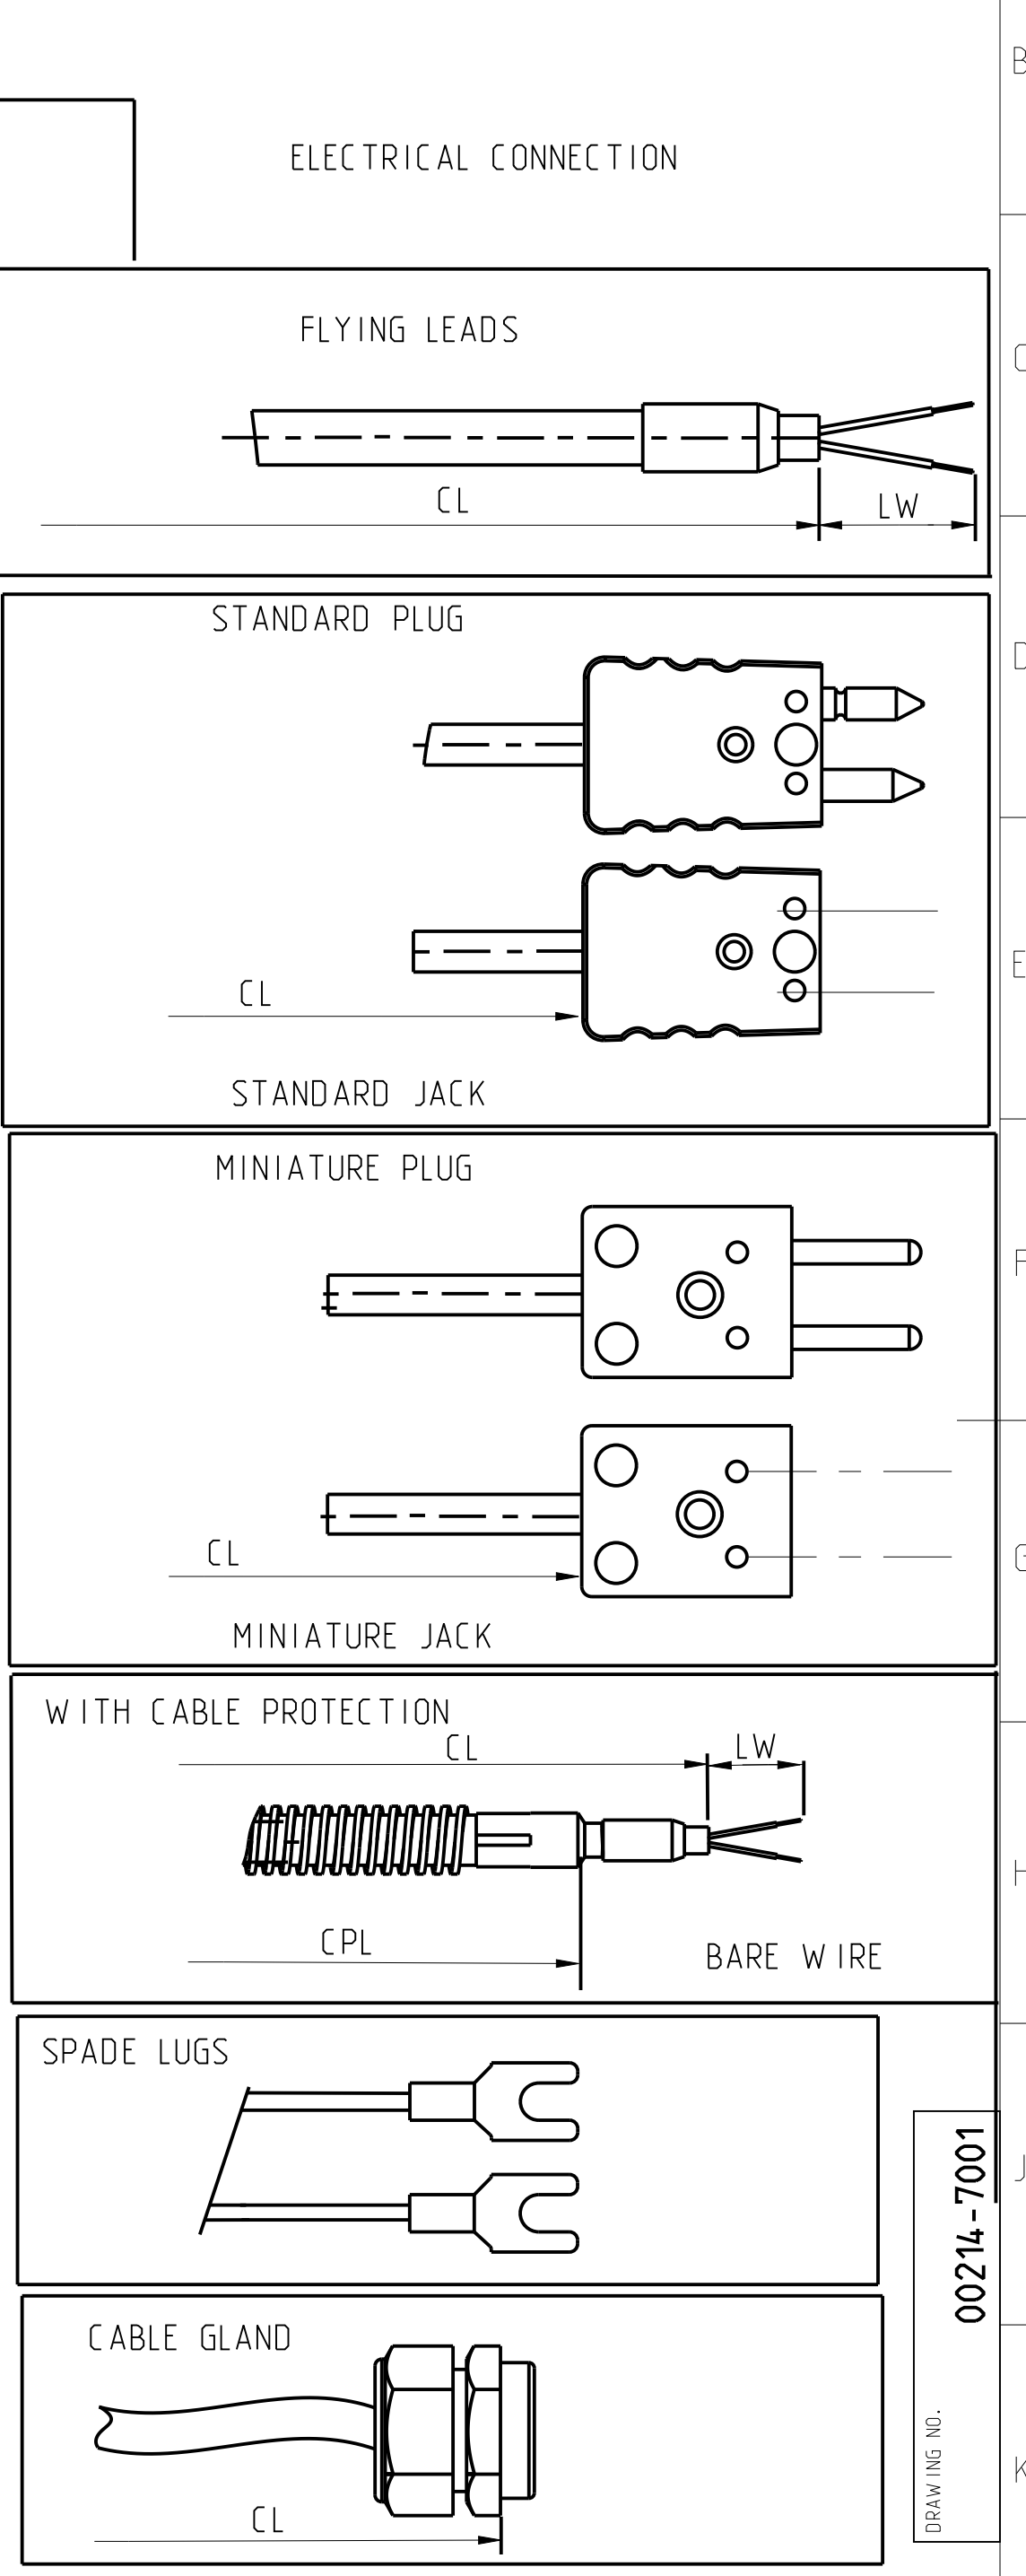 B
ELECTRICAL CONNECTION
FLYING LEADS
C
CL
LW
STANDARD PLUG
D
E
CL
STANDARD JACK
MINIATURE PLUG
F
CL
G
MINIATURE JACK
WITH CABLE PROTECTION
CL
LW
H
CPL
BARE WIRE
SPADE LUGS
J
00214-7001
CABLE GLAND
DRAWING NO.
K
CL